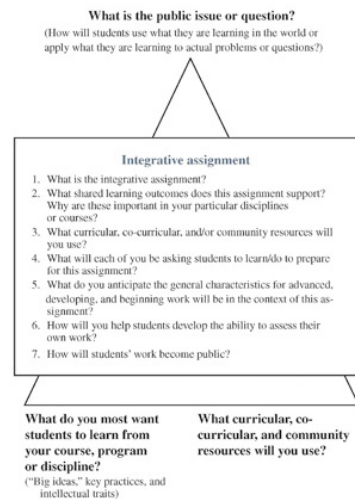 What is the public issue or question?
(How will students use what they are learning in the world or
apply what they are learning to actual problems or questions?)
Integrative assignment
1. What is the integrative assignment?
2. What shared learning outcomes does this assignment support?
Why are these important in your particular disciplines
or courses?
3. What curricular, co-curricular, and/or community resources will
you use?
4. What will each of you be asking students to learn/do to prepare
for this assignment?
5. What do you anticipate the general characteristics for advanced,
developing, and beginning work will be in the context of this as-
signment?
6. How will you help students develop the ability to assess their
own work?
7. How will students' work become public?
What do you most want
students to learn from
your course, program
or discipline?
("Big ideas," key practices, and
intellectual traits)
What curricular, co-
curricular, and community
resources will you use?